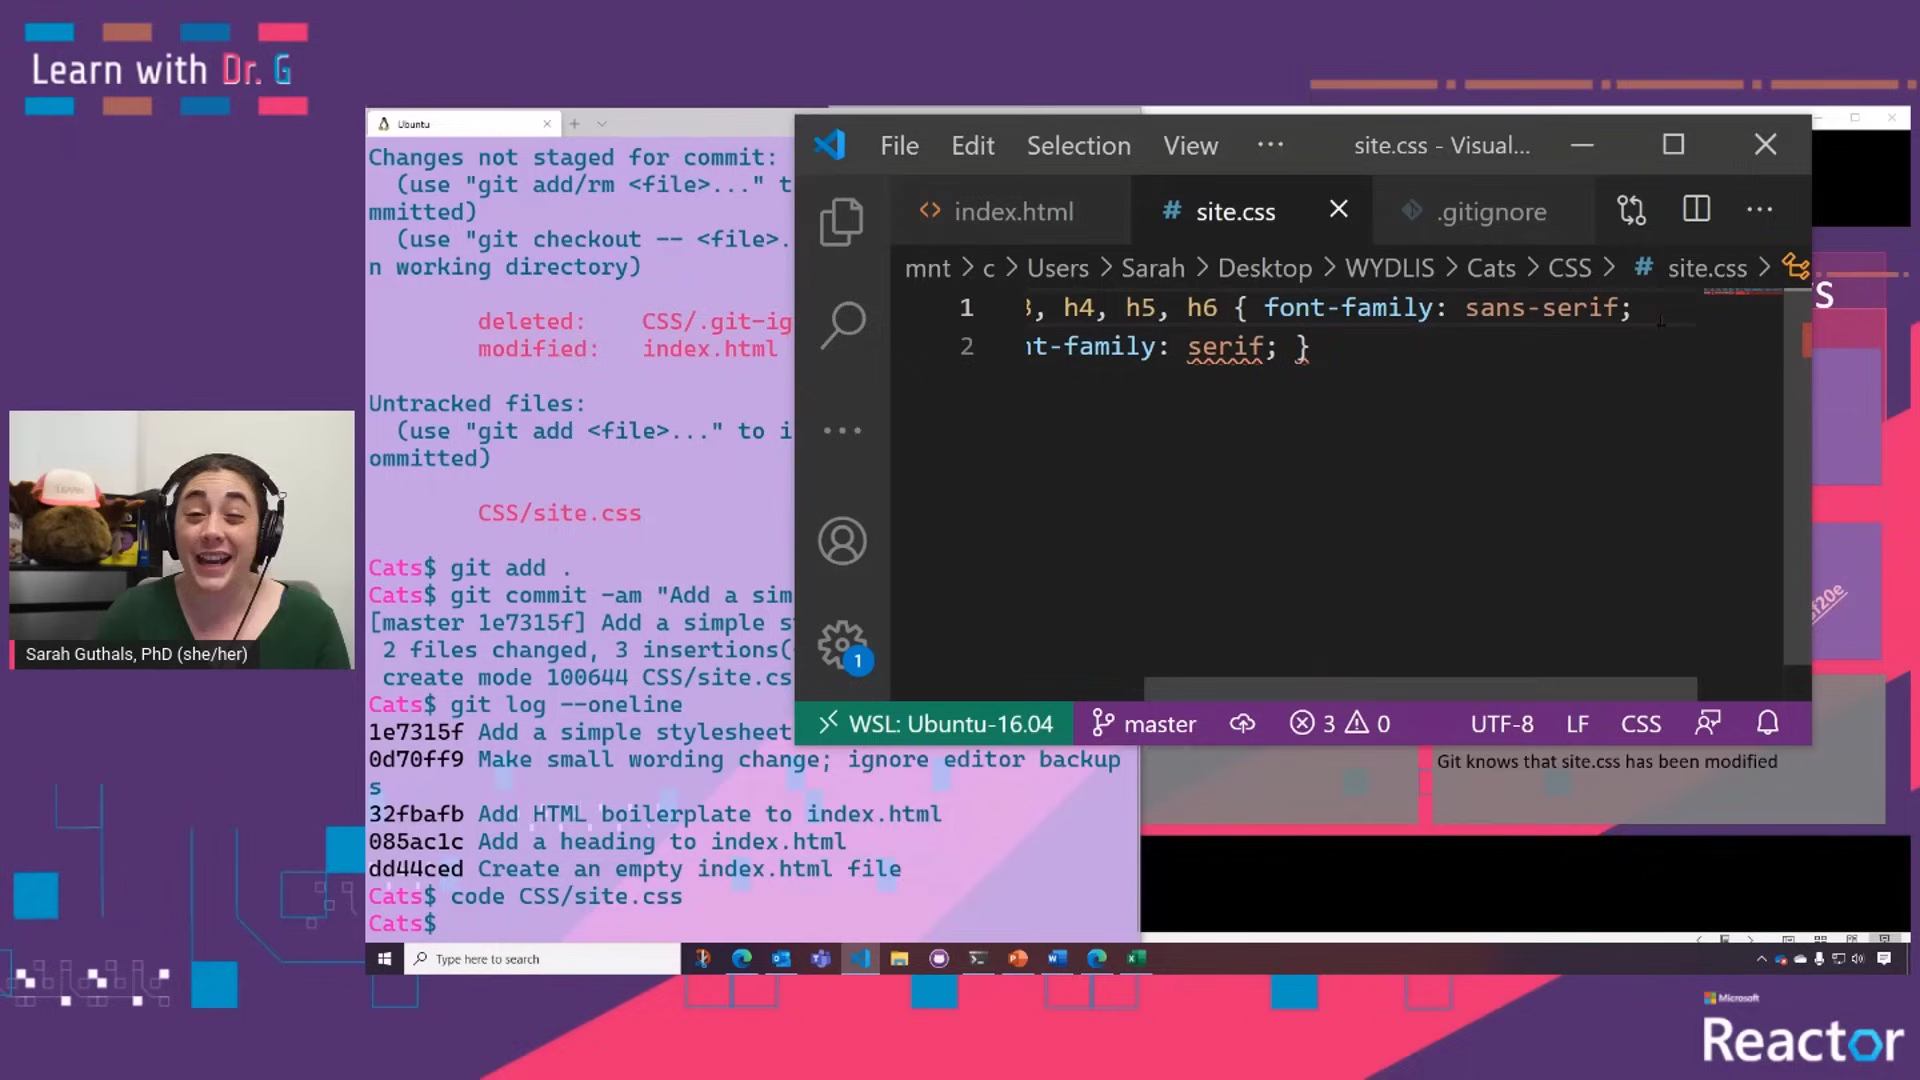 Learn with Dr. G
Ubuntu
Changes not staged for commit:
(use "git add/rm <file>..." t
mmitted)
(use "git checkout -- <file>.
n working directory)
deleted: CSS/.git-ig
modified: index.html
Untracked files:
(use "git add <file>..." to i
ommitted)
CSS/site.css
Cats$ git add .
Cats$ git commit -am "Add a sim
[master 1e7315f] Add a simple s
2 files changed, 3 insertions(
create mode 100644 CSS/site.cs
Cats$ git log --oneline
1e7315f Add a simple stylesheet
0d70ff9 Make small wording change; ignore editor backup
s
32fbafb Add HTML boilerplate to index.html
085ac1c Add a heading to index.html
dd44ced Create an empty index.html file
Cats$ code CSS/site.css
Cats$
File Edit Selection View ··· site.css - Visual...
index.html
# site.css
.gitignore
mnt > c > Users > Sarah > Desktop > WYDLIS > Cats > CSS > # site.css >
1 3, h4, h5, h6 { font-family: sans-serif;
2 nt-family: serif; }
1
WSL: Ubuntu-16.04 master 3 0 UTF-8 LF CSS
s
f20e
Git knows that site.css has been modified
LEARN
Sarah Guthals, PhD (she/her)
Type here to search
Microsoft
Reactor